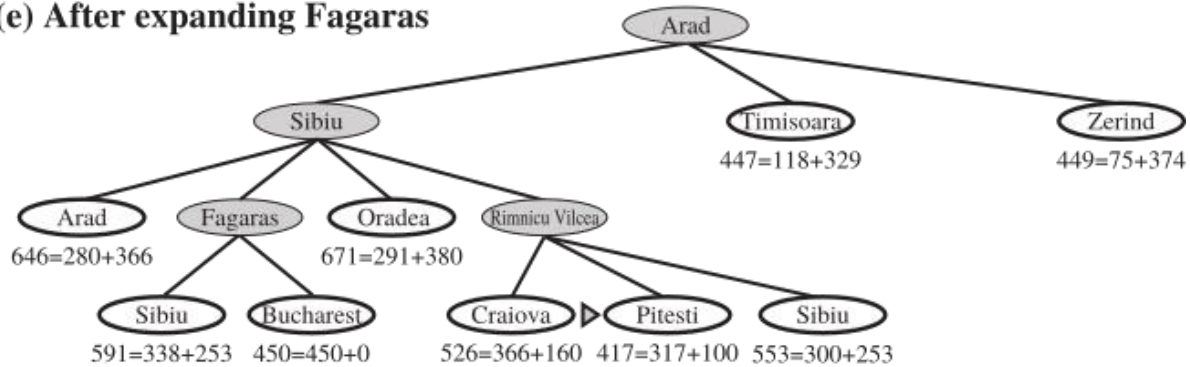 (e) After expanding Fagaras
Arad
Sibiu Timisoara Zerind
447=118+329 449=75+374
Arad Fagaras Oradea Rimnicu Vilcea
646=280+366 671=291+380
Sibiu Bucharest Craiova Pitesti Sibiu
591=338+253 450=450+0 526=366+160 417=317+100 553=300+253